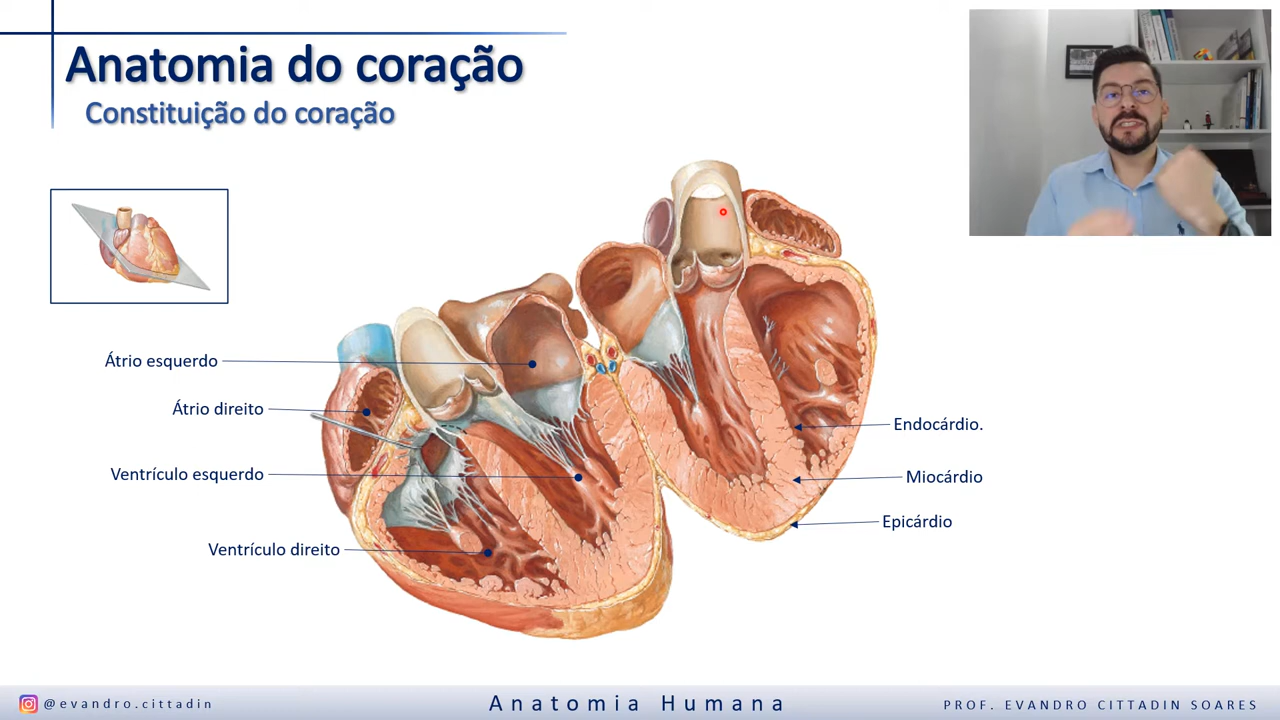 Anatomia do coração
Constituição do coração
Átrio esquerdo
Átrio direito
Ventrículo esquerdo
Ventrículo direito
Endocárdio.
Miocárdio
Epicárdio
@evandro.cittadin
Anatomia Humana
PROF. EVANDRO CITTADIN SOARES